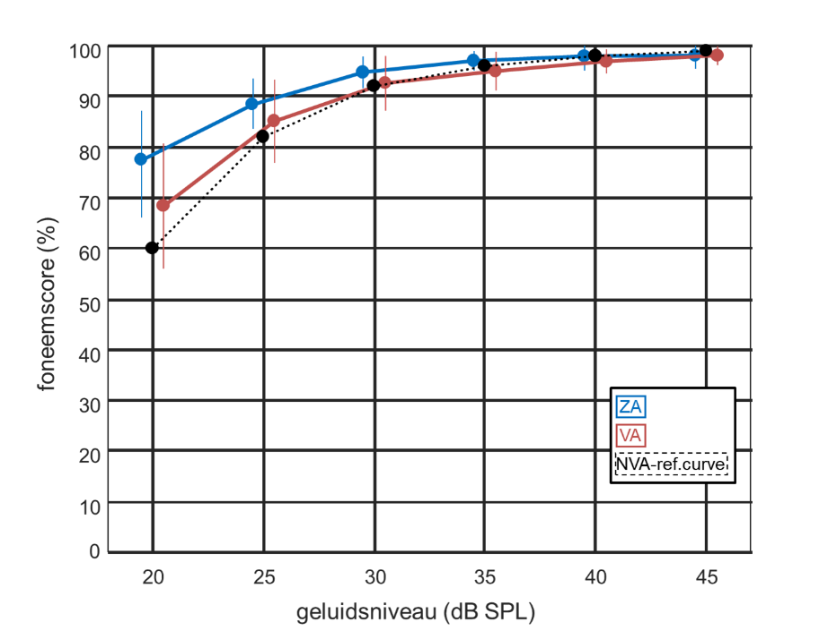 100
90
80
70
60
50
40
30
20
10
0
foneemscore (%)
ZA
VA
NVA-ref.curve
20 25 30 35 40 45
geluidsniveau (dB SPL)